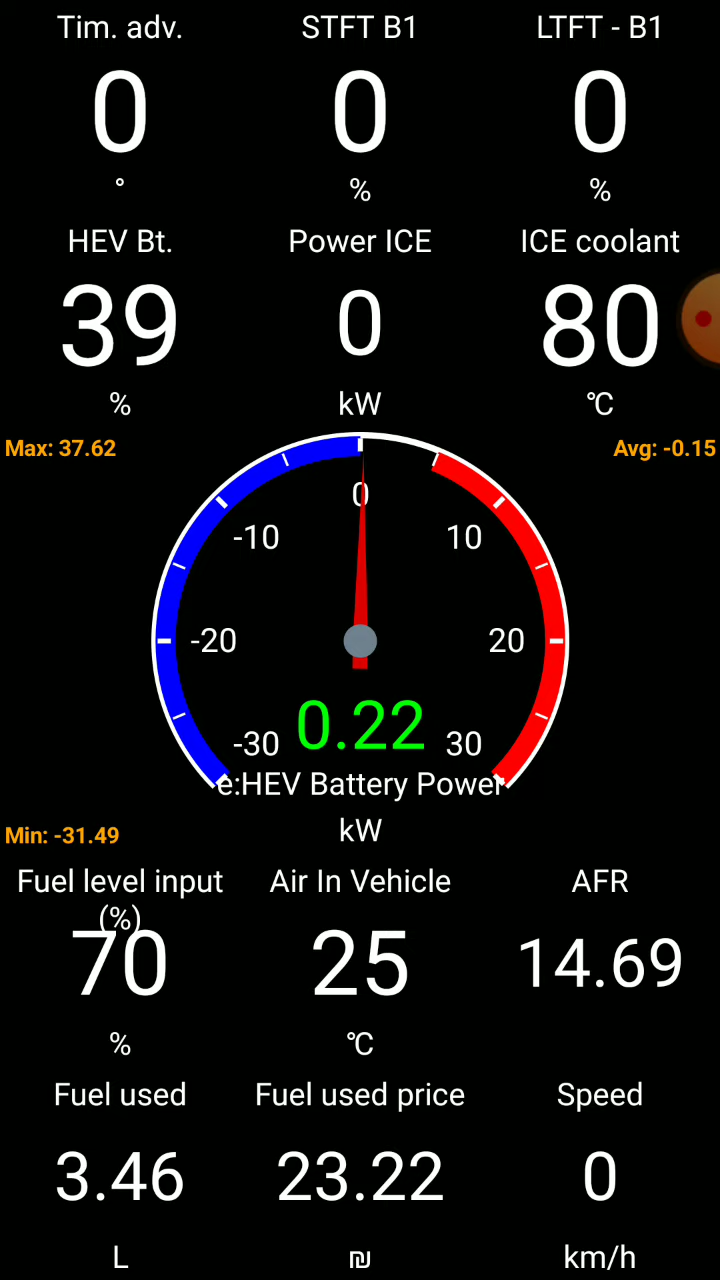 Tim. adv.
STFT B1
LTFT - B1
0
0
0
°
%
%
HEV Bt.
Power ICE
ICE coolant
39
0
80
%
kW
℃
Max: 37.62
Avg: -0.15
0
-10
10
-20
20
0.22
-30
30
e:HEV Battery Power
kW
Min: -31.49
Fuel level input
(%)
Air In Vehicle
AFR
70
25
14.69
%
℃
Fuel used
Fuel used price
Speed
3.46
23.22
0
L
₪
km/h